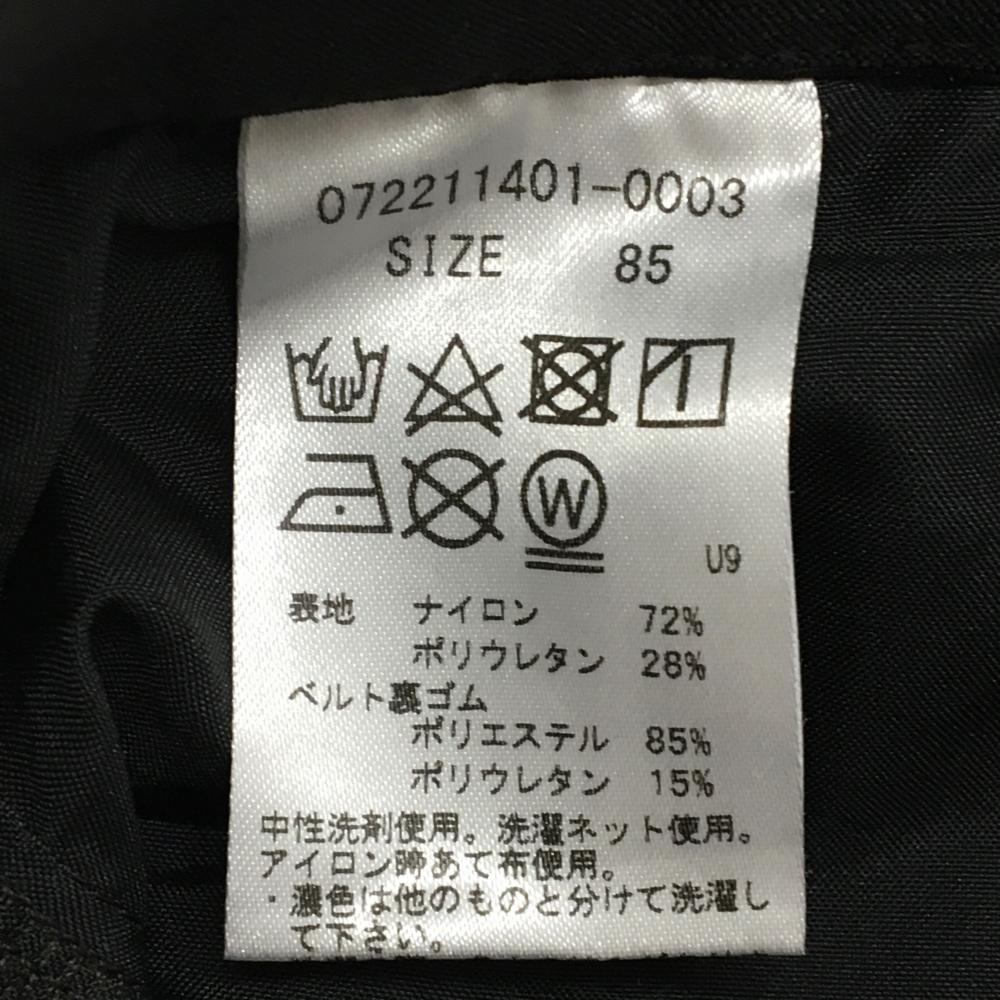 072211401-0003
SIZE 85
W
U9
表地 ナイロン 72%
ポリウレタン 28%
ベルト裏ゴム
ポリエステル 85%
ポリウレタン 15%
中性洗剤使用。洗濯ネット使用。
アイロン時あて布使用。
・濃色は他のものと分けて洗濯し
て下さい。